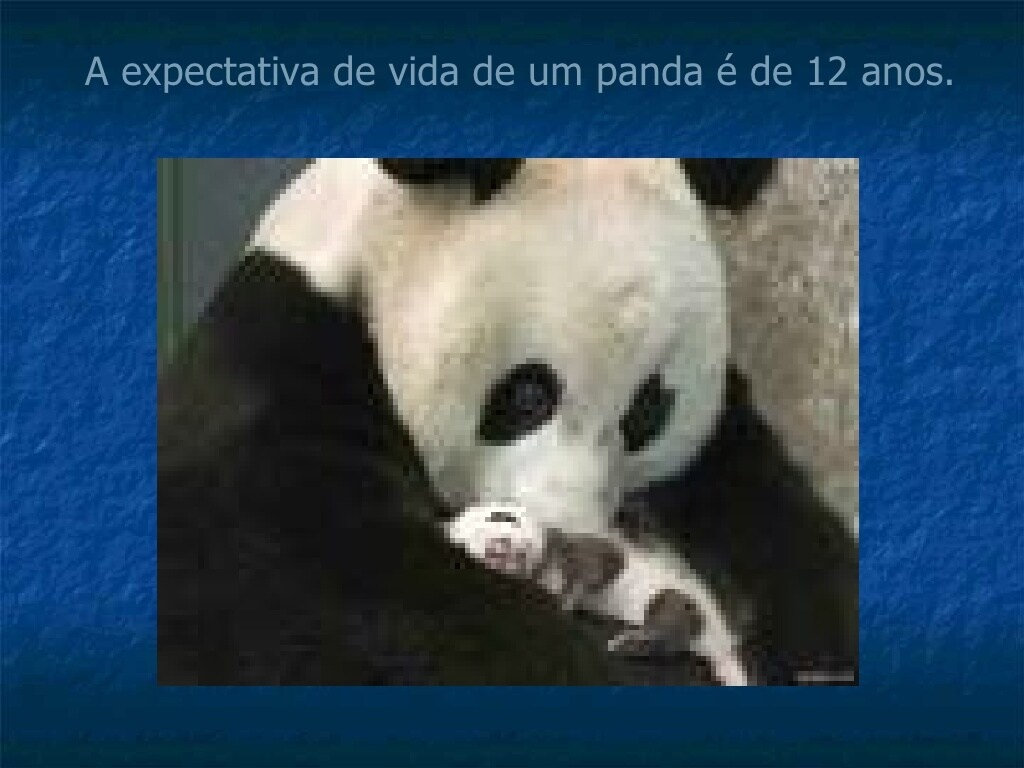 A expectativa de vida de um panda é de 12 anos.